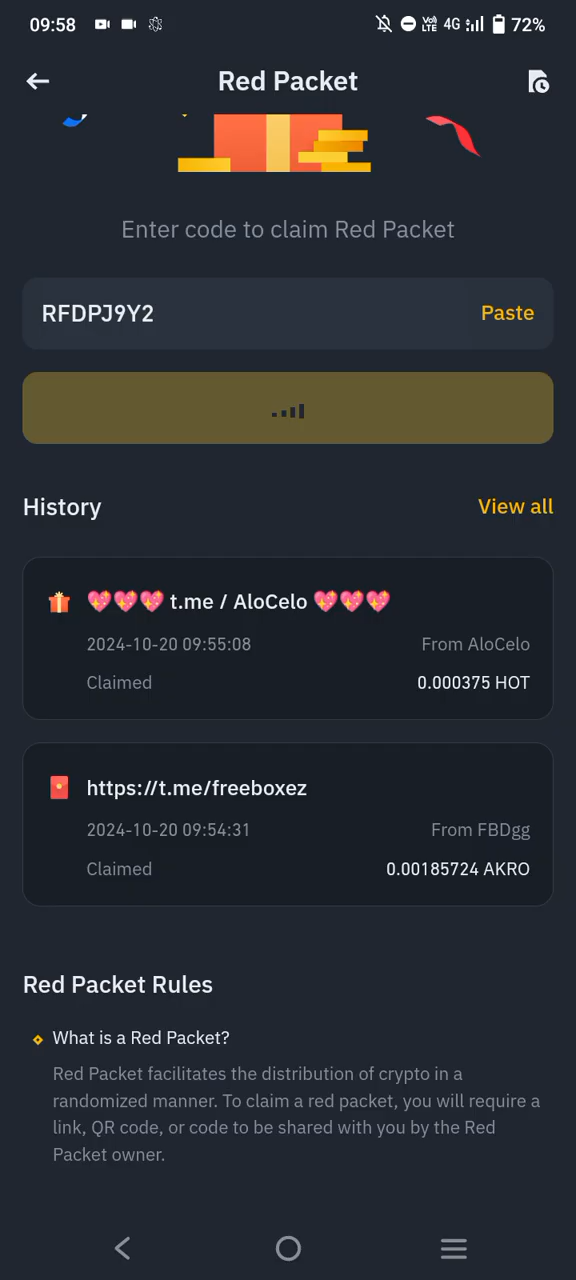 09:58
Vo)
LTE
4G
72%
Red Packet
Enter code to claim Red Packet
RFDPJ9Y2
Paste
History
View all
💖💖💖 t.me / AloCelo 💖💖💖
2024-10-20 09:55:08
From AloCelo
Claimed
0.000375 HOT
https://t.me/freeboxez
2024-10-20 09:54:31
From FBDgg
Claimed
0.00185724 AKRO
Red Packet Rules
What is a Red Packet?
Red Packet facilitates the distribution of crypto in a
randomized manner. To claim a red packet, you will require a
link, QR code, or code to be shared with you by the Red
Packet owner.